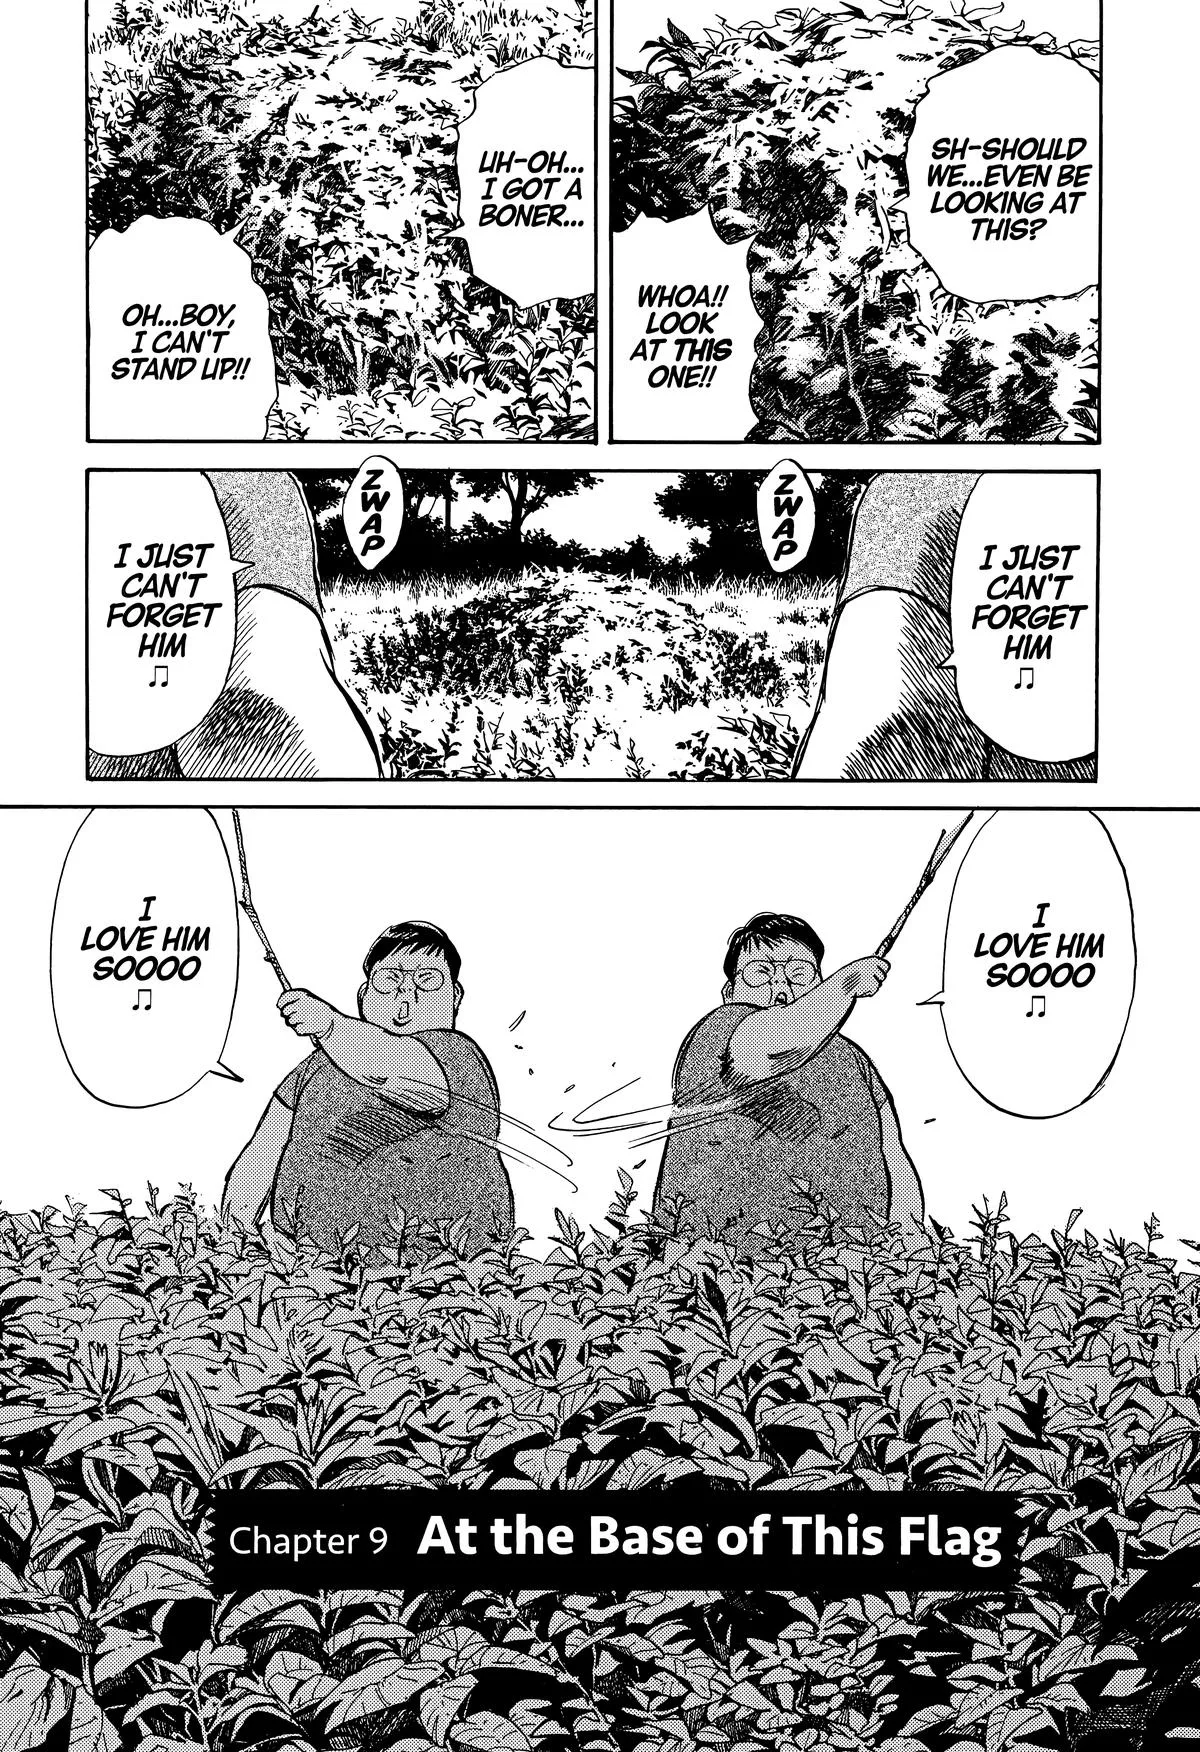 SH-SHOULD
WE...EVEN BE
LOOKING AT
THIS?
WHOA!!
LOOK
AT THIS
ONE!!
UH-OH...
I GOT A
BONER...
OH...BOY,
I CAN'T
STAND UP!!
ZWAP
I JUST
CAN'T
FORGET
HIM
♫
ZWAP
I JUST
CAN'T
FORGET
HIM
♫
I
LOVE HIM
SOOOO
♫
I
LOVE HIM
SOOOO
♫
Chapter 9 At the Base of This Flag